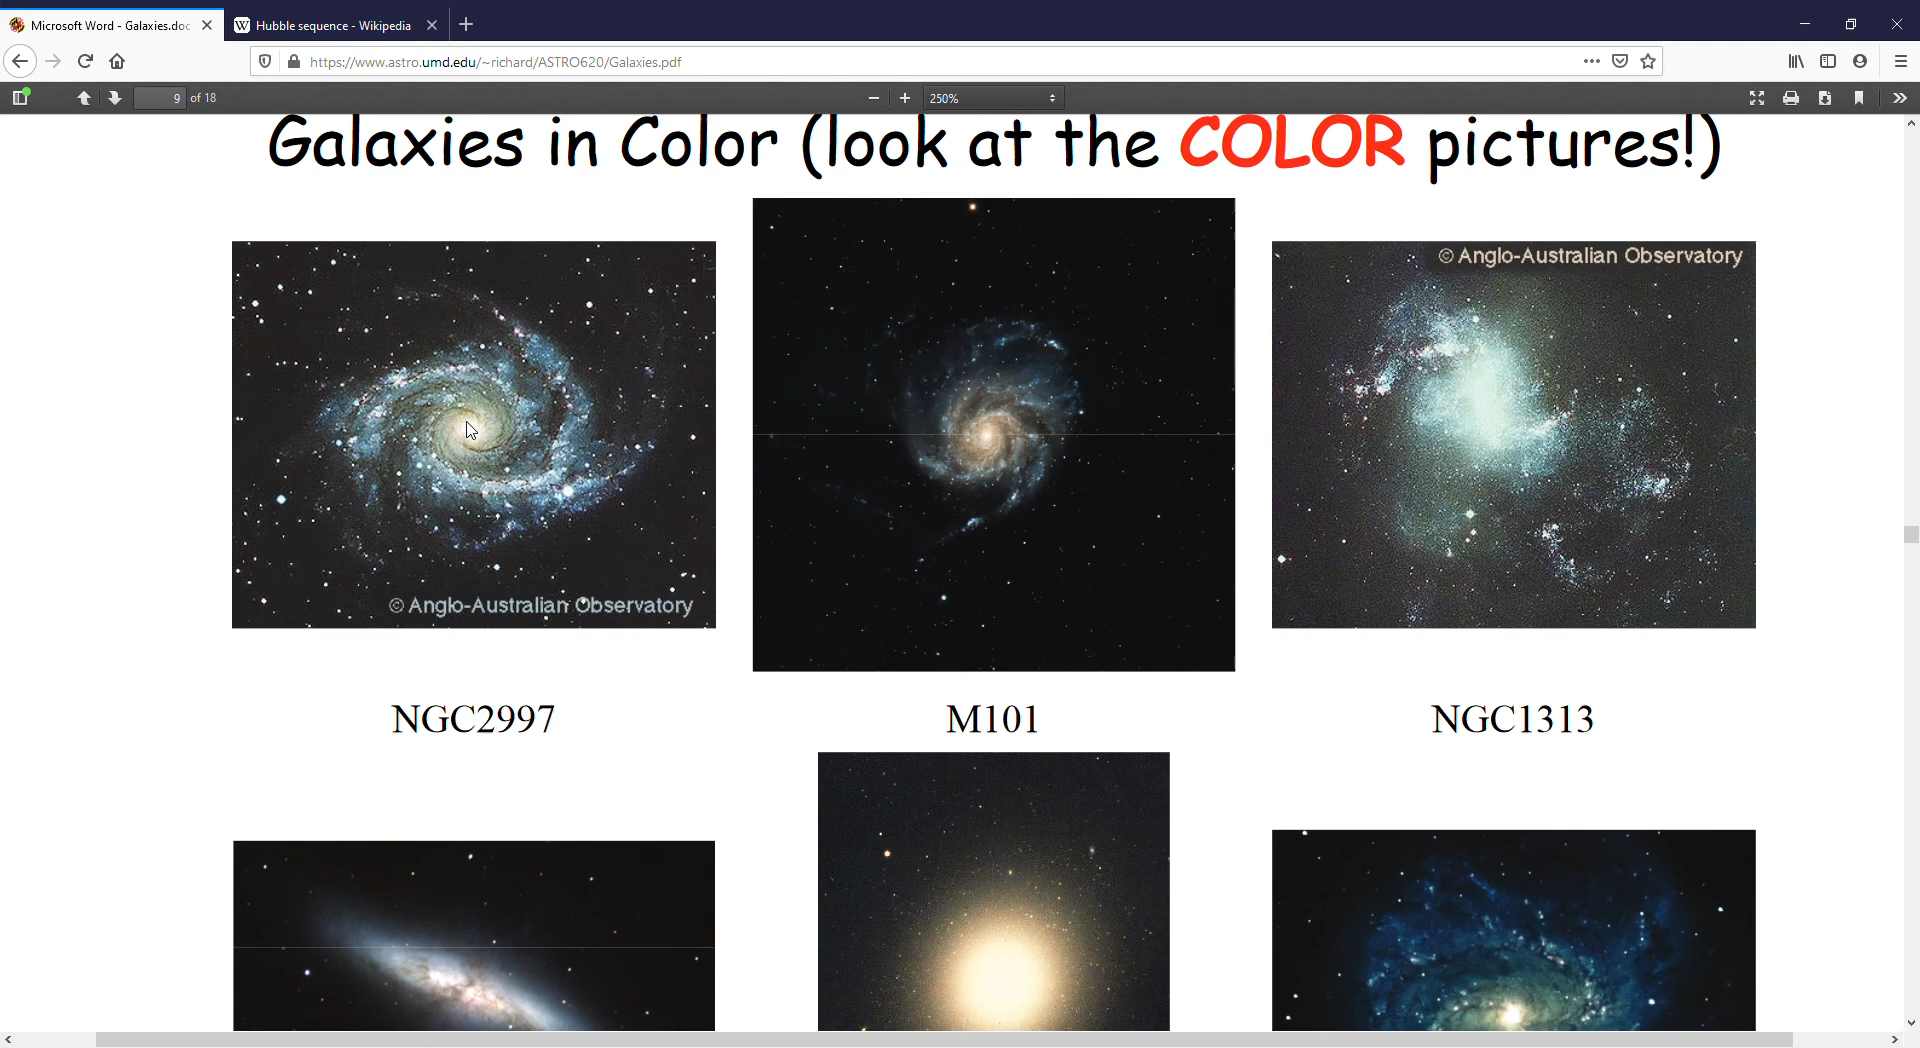 Microsoft Word - Galaxies.doc
W Hubble sequence - Wikipedia
https://www.astro.umd.edu/~richard/ASTRO620/Galaxies.pdf
9 of 18
250%
Galaxies in Color (look at the COLOR pictures!)
© Anglo-Australian Observatory
© Anglo-Australian Observatory
NGC2997
M101
NGC1313